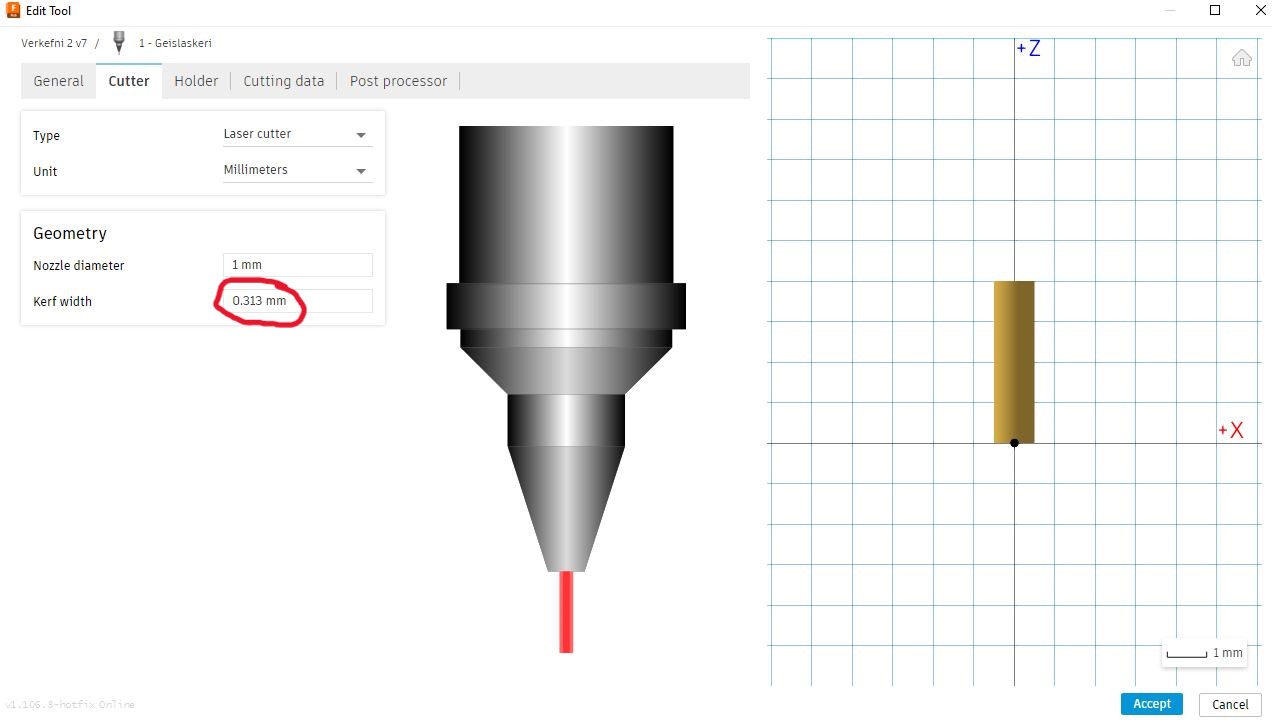 Edit Tool
Verkefni 2 v7 / 1 - Geislaskeri
General Cutter Holder Cutting data Post processor
Type Laser cutter
Unit Millimeters
Geometry
Nozzle diameter 1 mm
Kerf width 0.313 mm
+Z
+X
1 mm
v1.106.8-hotfix Online
Accept Cancel